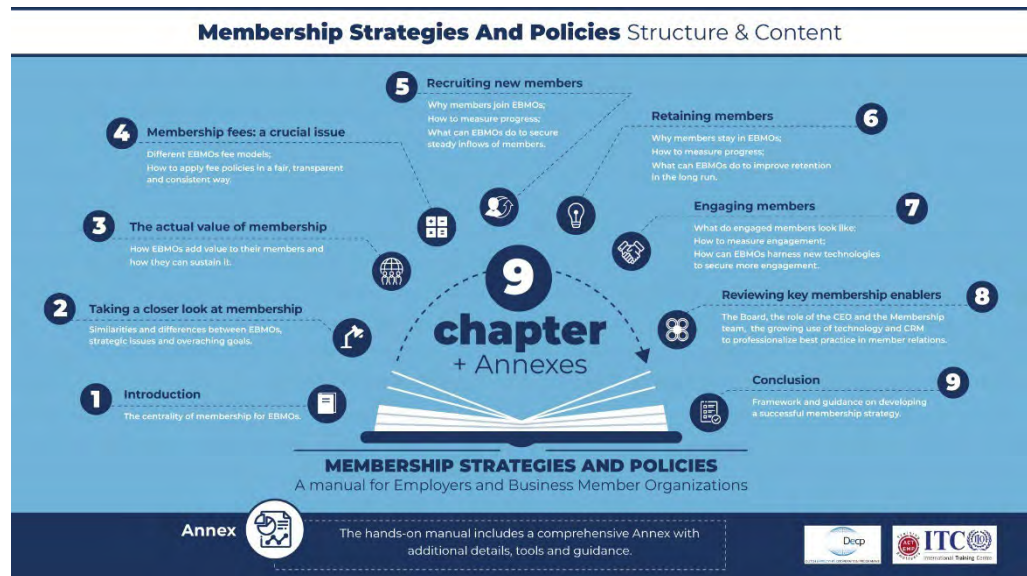 Membership Strategies And Policies Structure & Content
5
Recruiting new members
Why members join EBMOs;
How to measure progress;
What can EBMOs do to secure
steady inflows of members.
4
Membership fees: a crucial issue
Different EBMOs fee models;
How to apply fee policies in a fair, transparent
and consistent way.
6
Retaining members
Why members stay in EBMOs;
How to measure progress;
What can EBMOs do to improve retention
in the long run.
3
The actual value of membership
How EBMOs add value to their members and
how they can sustain it.
7
Engaging members
What do engaged members look like:
How to measure engagement;
How can EBMOs harness new technologies
to secure more engagement.
2
Taking a closer look at membership
Similarities and differences between EBMOs,
strategic issues and overaching goals.
8
Reviewing key membership enablers
The Board, the role of the CEO and the Membership
team, the growing use of technology and CRM
to professionalize best practice in member relations.
1
Introduction
The centrality of membership for EBMOs.
9
Conclusion
Framework and guidance on developing
a successful membership strategy.
9
chapter
+ Annexes
MEMBERSHIP STRATEGIES AND POLICIES
A manual for Employers and Business Member Organizations
Annex
The hands-on manual includes a comprehensive Annex with
additional details, tools and guidance.
Decp
ACT
EMP
ITC
International Training Centre